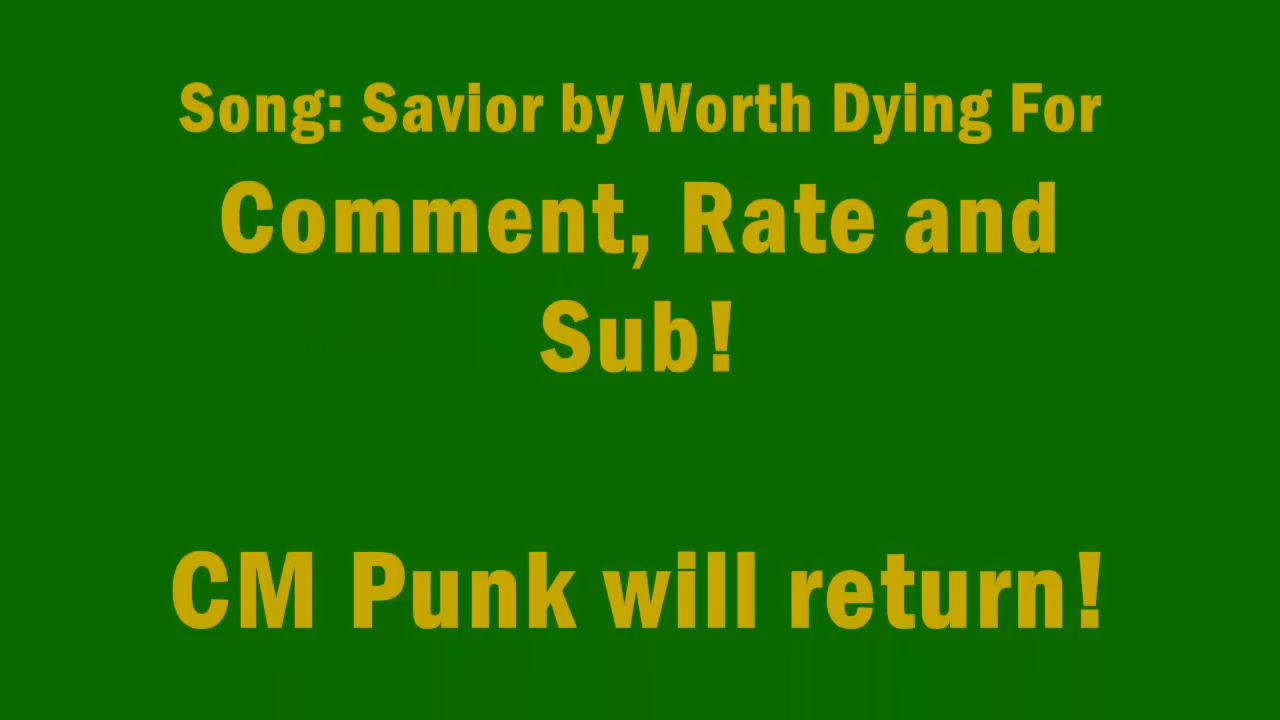 Song: Savior by Worth Dying For
Comment, Rate and
Sub!
CM Punk will return!